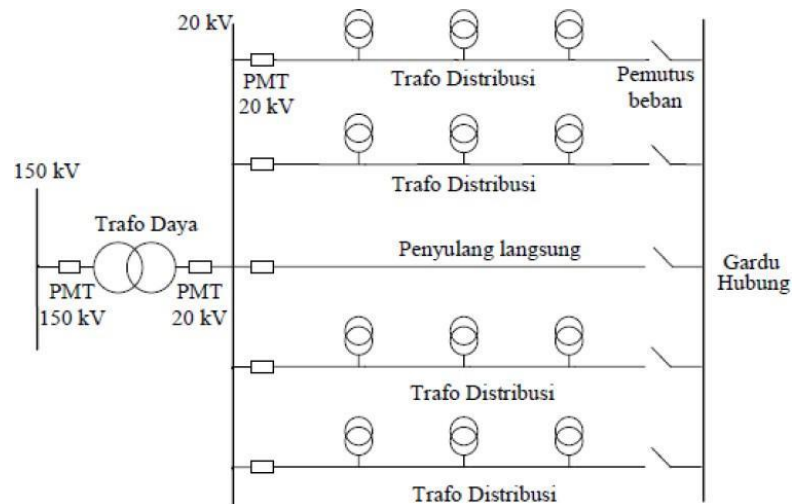 20 kV
PMT
20 kV
Trafo Distribusi
Pemutus
beban
Trafo Distribusi
150 kV
Trafo Daya
PMT
150 kV
PMT
20 kV
Penyulang langsung
Gardu
Hubung
Trafo Distribusi
Trafo Distribusi